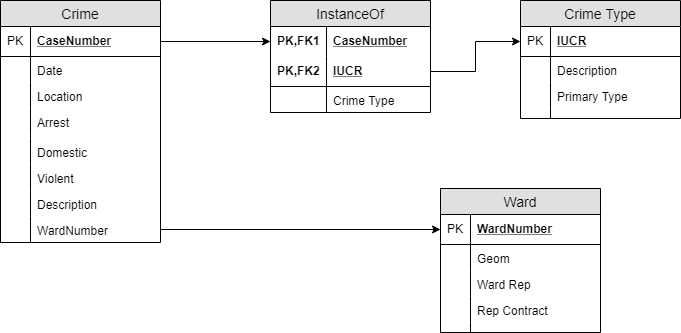 Crime
PK CaseNumber
Date
Location
Arrest
Domestic
Violent
Description
WardNumber
InstanceOf
PK,FK1 CaseNumber
PK,FK2 IUCR
Crime Type
Crime Type
PK IUCR
Description
Primary Type
Ward
PK WardNumber
Geom
Ward Rep
Rep Contract